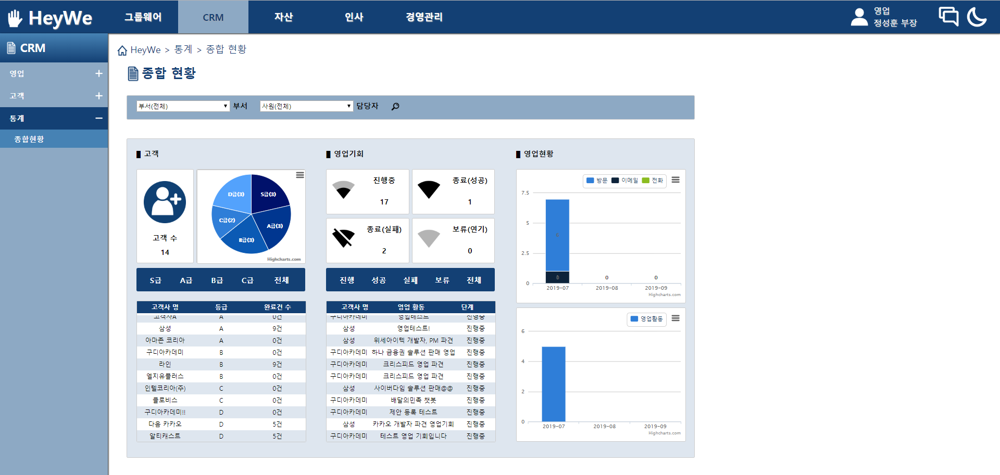 HeyWe
그룹웨어
CRM
자산
인사
경영관리
영업
정성훈 부장
CRM
영업
고객
통계
종합현황
HeyWe > 통계 > 종합 현황
종합 현황
부서(전체) 부서 사원(전체) 담당자
고객
고객 수
14
D급(3)
S급(3)
C급(2)
A급(3)
B급(3)
Highcharts.com
S급 A급 B급 C급 전체
고객사 명 등급 완료건 수
고객사A A 0건
삼성 A 9건
아마존 코리아 A 0건
구디아카데미 B 0건
라인 B 9건
엘지유플러스 B 0건
인텔코리아(주) C 0건
클로비스 C 0건
구디아카데미!! D 0건
다음 카카오 D 5건
알티캐스트 D 5건
영업기회
진행중
17
종료(성공)
1
종료(실패)
2
보류(연기)
0
진행 성공 실패 보류 전체
고객사 명 영업 활동 단계
구디아카데미 영업테스트 진행중
삼성 영업테스트! 진행중
삼성 위세아이텍 개발자, PM 파견 진행중
구디아카데미 하나 금융권 솔루션 판매 영업 진행중
구디아카데미 크리스피드 영업 파견 진행중
구디아카데미 크리스피드 영업 파견 진행중
삼성 사이버다임 솔루션 판매@@ 진행중
구디아카데미 배달의민족 챗봇 진행중
구디아카데미 제안 등록 테스트 진행중
삼성 카카오 개발자 파견 영업기회 진행중
구디아카데미 테스트 영업 기회입니다 진행중
영업현황
방문 이메일 전화
7.5
5
6
2.5
0 0 0
0
2019-07 2019-08 2019-09
Highcharts.com
영업활동
6
4
2
0
2019-07 2019-08 2019-09
Highcharts.com